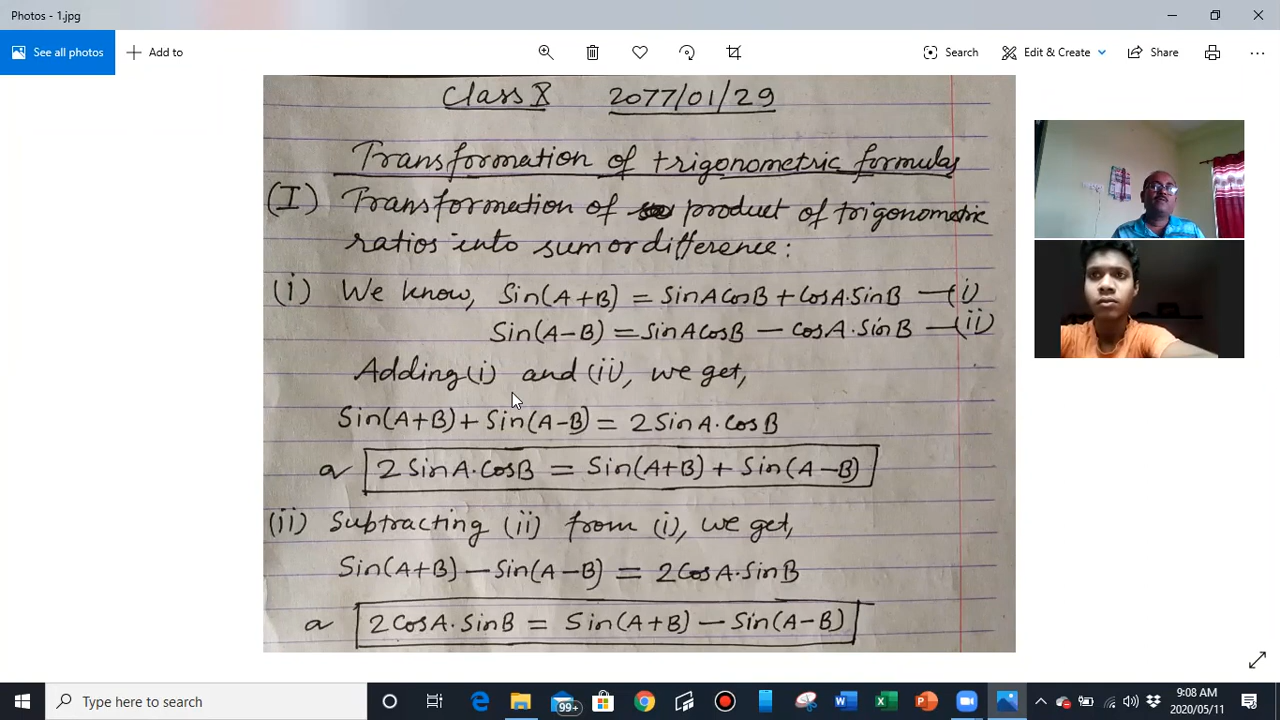 Photos - 1.jpg
See all photos
Add to
Search
Edit & Create
Share
Class X 2077/01/29
Transformation of trigonometric formulas
(I) Transformation of product of trigonometric
ratios into sum or difference:
(i) We know, Sin(A+B) = SinACosB + CosA.SinB —(i)
Sin(A-B) = SinACosB — CosA.SinB —(ii)
Adding (i) and (ii), we get,
Sin(A+B) + Sin(A-B) = 2SinA.CosB
or 2SinA.CosB = Sin(A+B) + Sin(A-B)
(ii) Subtracting (ii) from (i), we get,
Sin(A+B) — Sin(A-B) = 2CosA.SinB
or 2CosA.SinB = Sin(A+B) — Sin(A-B)
Type here to search
99+
9:08 AM
2020/05/11